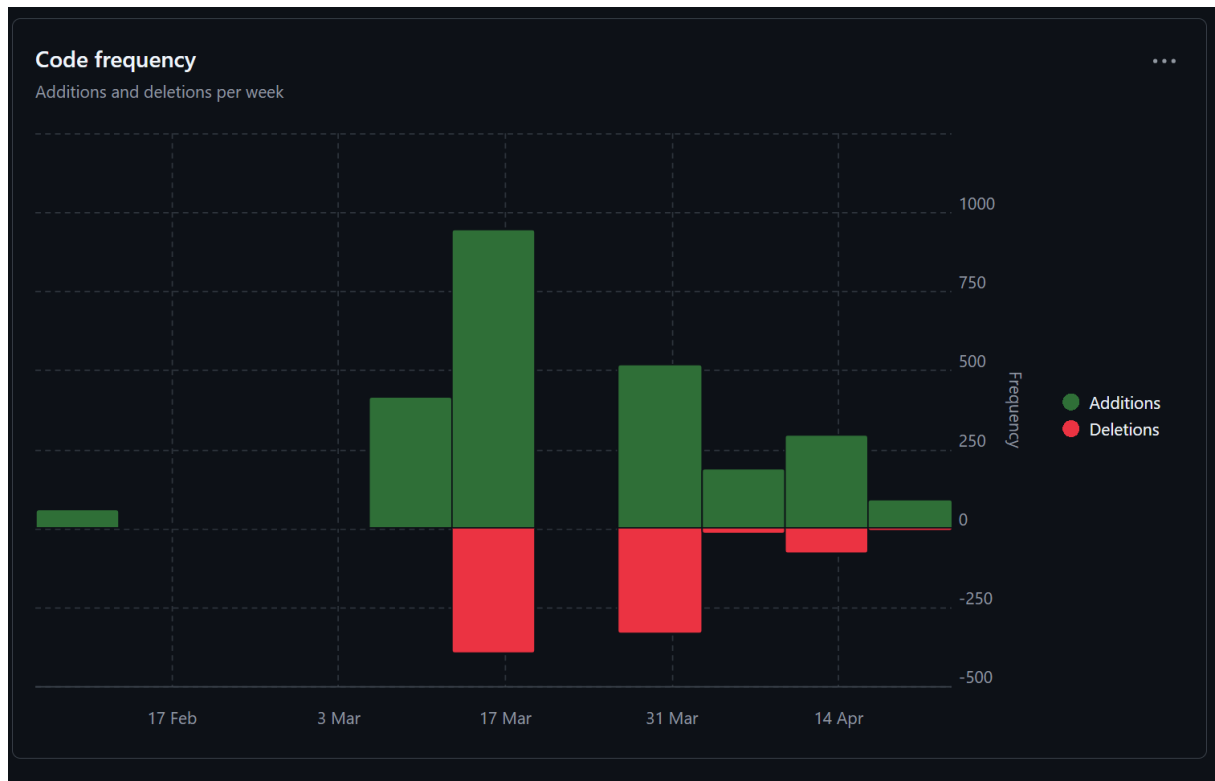 Code frequency
Additions and deletions per week
1000
750
500
250
0
-250
-500
Frequency
Additions
Deletions
17 Feb
3 Mar
17 Mar
31 Mar
14 Apr